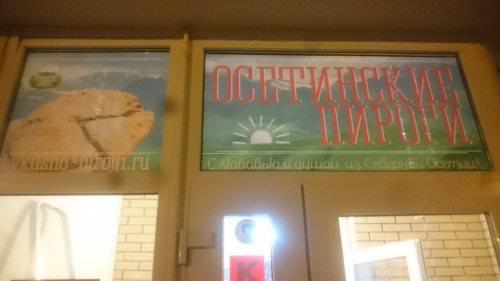 ОСЕТИНСКИЕ
ПИРОГИ
С любовью и душой из Северной Осетии!
vkusno-pirogi.ru
К